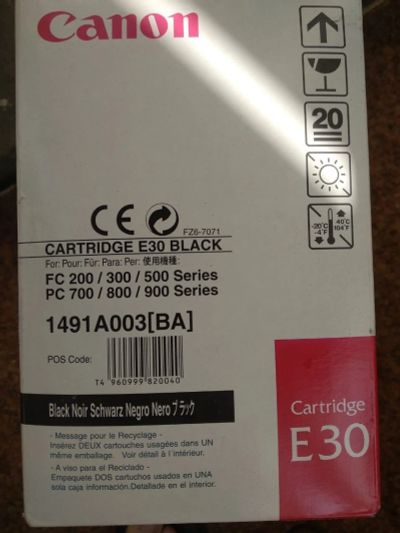 Canon
20
-20°C
-4°F
40°C
104°F
FZ6-7071
CARTRIDGE E30 BLACK
For: Pour: Für: Para: Per: 使用機種:
FC 200 / 300 / 500 Series
PC 700 / 800 / 900 Series
1491A003[BA]
POS Code:
T4 960999 820040
Black Noir Schwarz Negro Nero ブラック
Cartridge
E30
- Message pour le Recyclage -
Insérez DEUX cartouches usagées dans UN
même emballage. Voir détail à l'intérieur.
- A viso para el Reciclado -
Empaquete DOS cartuchos usados en UNA
sola caja información.Detallade en el interior.